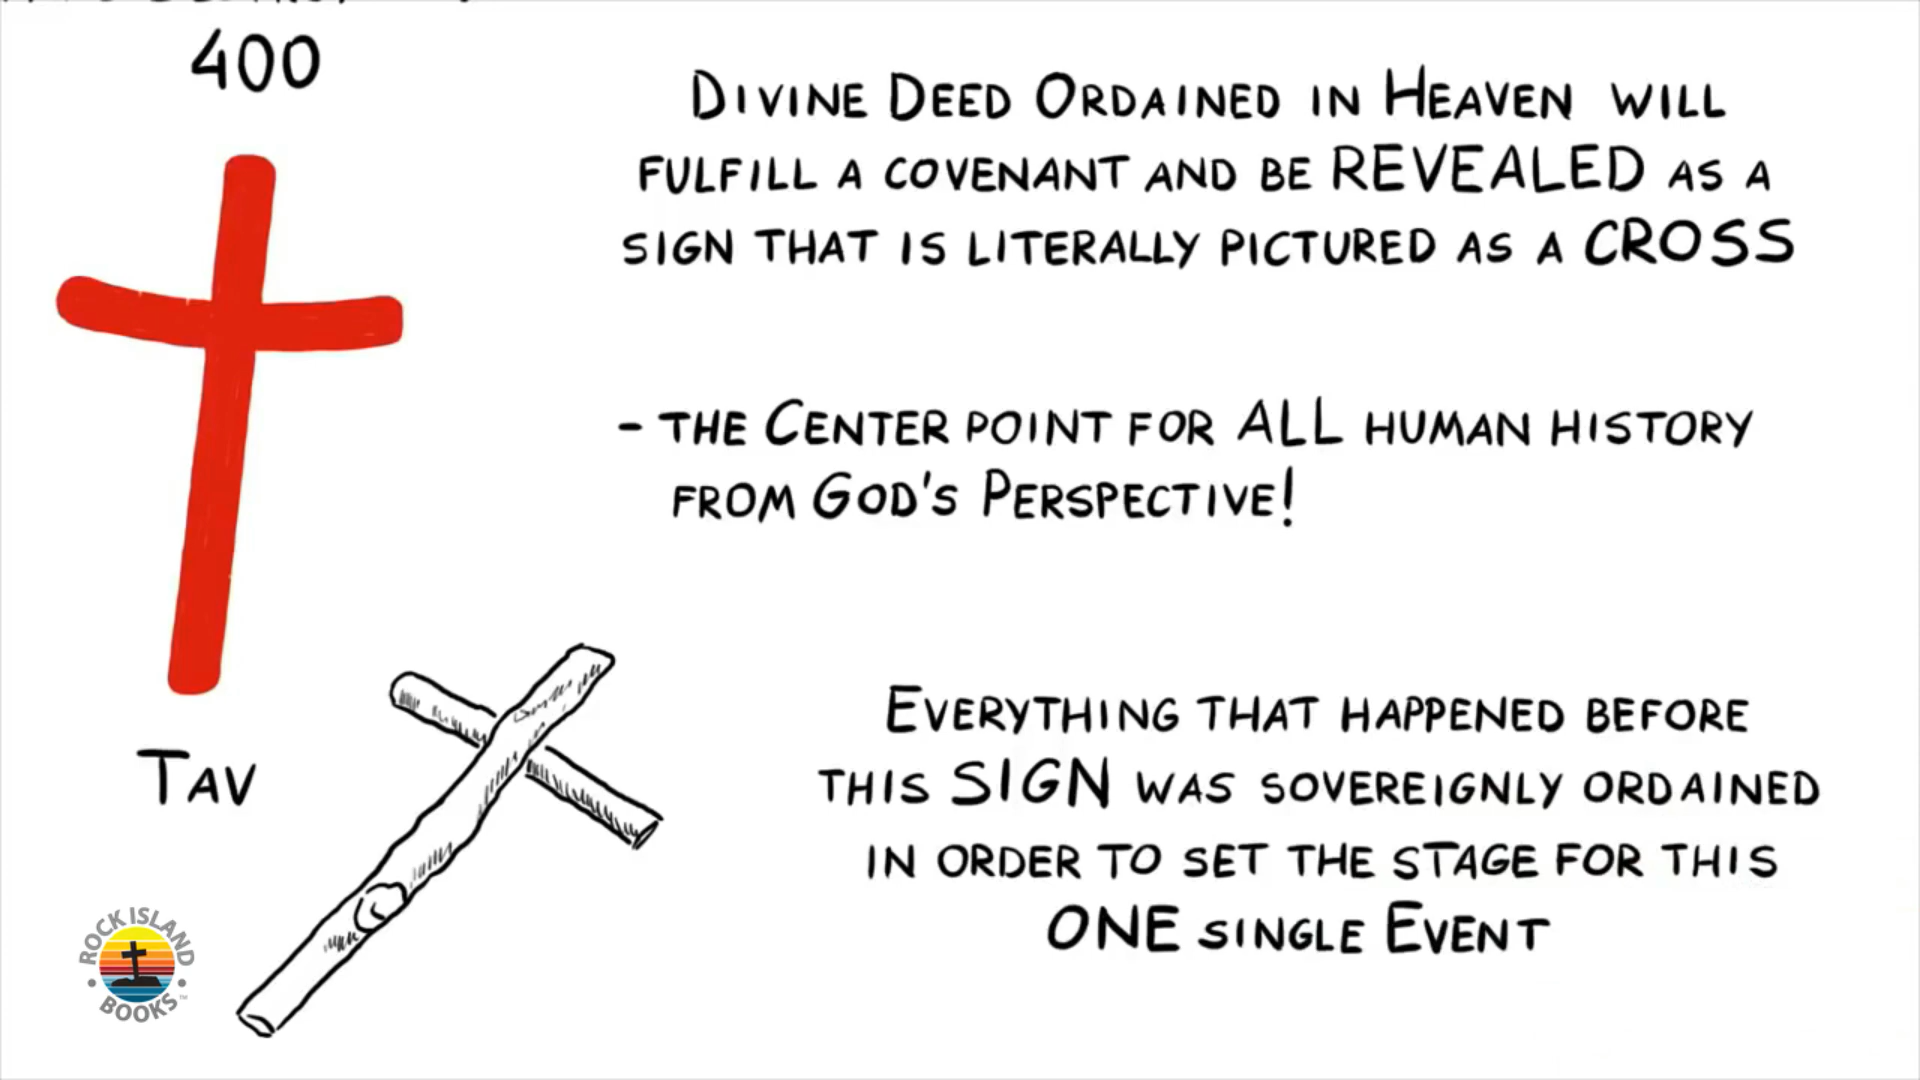 400
Divine Deed Ordained in Heaven will
fulfill a covenant and be REVEALED as a
sign that is literally pictured as a CROSS
- the Center point for ALL human history
from God's Perspective!
Tav
Everything that happened before
this SIGN was sovereignly ordained
in order to set the stage for this
ONE single Event
ROCK ISLAND
BOOKS™